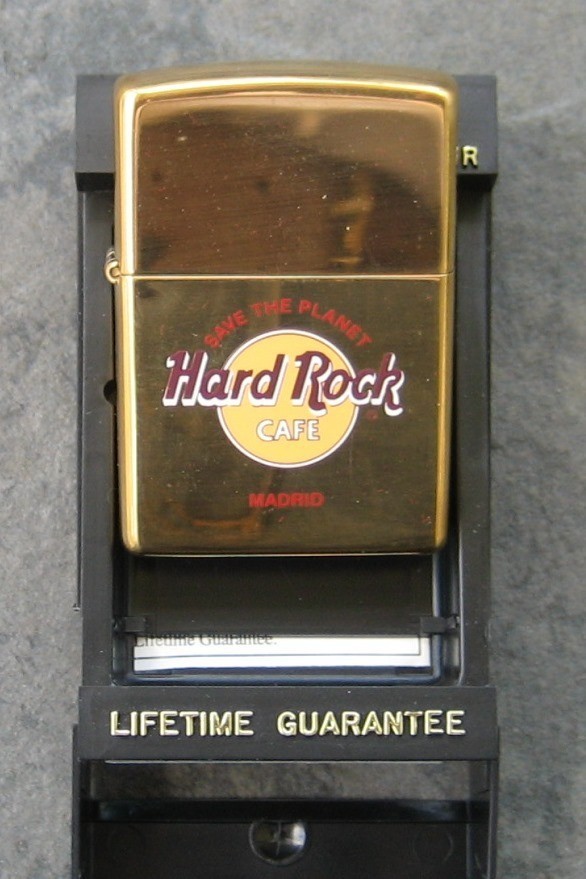 R
SAVE THE PLANET
Hard Rock
CAFE
MADRID
Lifetime Guarantee.
LIFETIME GUARANTEE